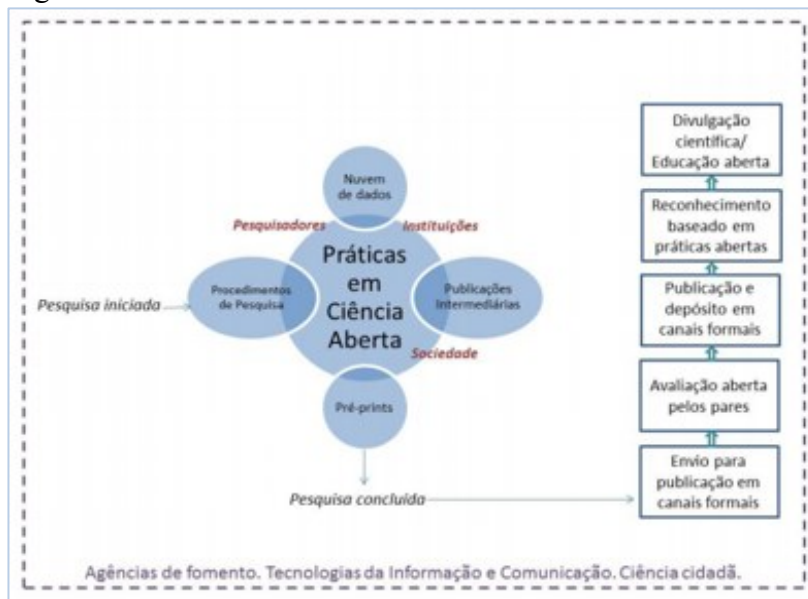 Nuvem
de dados
Pesquisadores
Instituições
Práticas
em
Ciência
Aberta
Procedimentos
de Pesquisa
Publicações
Intermediárias
Pesquisa iniciada
Sociedade
Pré-prints
Pesquisa concluída
Divulgação
científica/
Educação aberta
Reconhecimento
baseado em
práticas abertas
Publicação e
depósito em
canais formais
Avaliação aberta
pelos pares
Envio para
publicação em
canais formais
Agências de fomento. Tecnologias da Informação e Comunicação. Ciência cidadã.